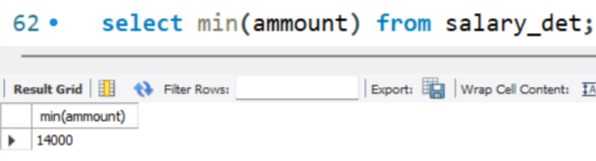 62 select min(ammount) from salary_det;
Result Grid Filter Rows: Export: Wrap Cell Content:
min(ammount)
14000